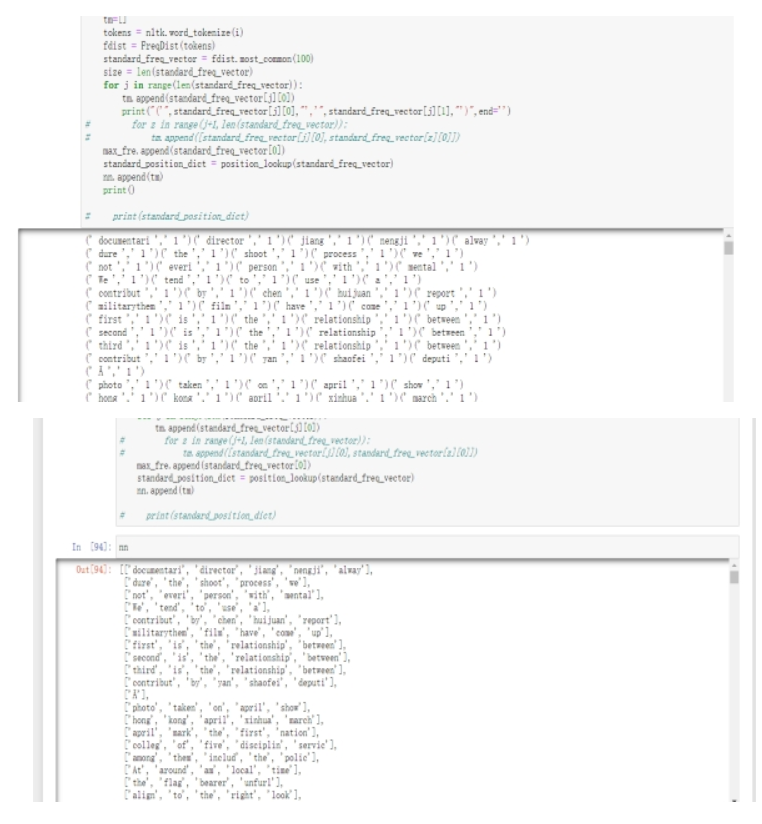 tm=[]
tokens = nltk.word_tokenize(i)
fdist = FreqDist(tokens)
standard_freq_vector = fdist.most_common(100)
size = len(standard_freq_vector)
for j in range(len(standard_freq_vector)):
tm.append(standard_freq_vector[j][0])
print("('",standard_freq_vector[j][0],"','",standard_freq_vector[j][1],"')",end='')
# for z in range(j+1,len(standard_freq_vector)):
# tm.append([standard_freq_vector[j][0],standard_freq_vector[z][0]])
max_fre.append(standard_freq_vector[0])
standard_position_dict = position_lookup(standard_freq_vector)
nn.append(tm)
print()
# print(standard_position_dict)
(' documentari ',' 1 ')(' director ',' 1 ')(' jiang ',' 1 ')(' nengji ',' 1 ')(' alway ',' 1 ')
(' dure ',' 1 ')(' the ',' 1 ')(' shoot ',' 1 ')(' process ',' 1 ')(' we ',' 1 ')
(' not ',' 1 ')(' everi ',' 1 ')(' person ',' 1 ')(' with ',' 1 ')(' mental ',' 1 ')
(' We ',' 1 ')(' tend ',' 1 ')(' to ',' 1 ')(' use ',' 1 ')(' a ',' 1 ')
(' contribut ',' 1 ')(' by ',' 1 ')(' chen ',' 1 ')(' huijuan ',' 1 ')(' report ',' 1 ')
(' militarythem ',' 1 ')(' film ',' 1 ')(' have ',' 1 ')(' come ',' 1 ')(' up ',' 1 ')
(' first ',' 1 ')(' is ',' 1 ')(' the ',' 1 ')(' relationship ',' 1 ')(' between ',' 1 ')
(' second ',' 1 ')(' is ',' 1 ')(' the ',' 1 ')(' relationship ',' 1 ')(' between ',' 1 ')
(' third ',' 1 ')(' is ',' 1 ')(' the ',' 1 ')(' relationship ',' 1 ')(' between ',' 1 ')
(' contribut ',' 1 ')(' by ',' 1 ')(' yan ',' 1 ')(' shaofei ',' 1 ')(' deputi ',' 1 ')
(' Â ',' 1 ')
(' photo ',' 1 ')(' taken ',' 1 ')(' on ',' 1 ')(' april ',' 1 ')(' show ',' 1 ')
(' hong ',' 1 ')(' kong ',' 1 ')(' april ',' 1 ')(' xinhua ',' 1 ')(' march ',' 1 ')
tm.append(standard_freq_vector[j][0])
# for z in range(j+1,len(standard_freq_vector)):
# tm.append([standard_freq_vector[j][0],standard_freq_vector[z][0]])
max_fre.append(standard_freq_vector[0])
standard_position_dict = position_lookup(standard_freq_vector)
nn.append(tm)
# print(standard_position_dict)
In [94]: nn
Out[94]: [['documentari', 'director', 'jiang', 'nengji', 'alway'],
['dure', 'the', 'shoot', 'process', 'we'],
['not', 'everi', 'person', 'with', 'mental'],
['We', 'tend', 'to', 'use', 'a'],
['contribut', 'by', 'chen', 'huijuan', 'report'],
['militarythem', 'film', 'have', 'come', 'up'],
['first', 'is', 'the', 'relationship', 'between'],
['second', 'is', 'the', 'relationship', 'between'],
['third', 'is', 'the', 'relationship', 'between'],
['contribut', 'by', 'yan', 'shaofei', 'deputi'],
['Â'],
['photo', 'taken', 'on', 'april', 'show'],
['hong', 'kong', 'april', 'xinhua', 'march'],
['april', 'mark', 'the', 'first', 'nation'],
['colleg', 'of', 'five', 'disciplin', 'servic'],
['among', 'them', 'includ', 'the', 'polic'],
['At', 'around', 'am', 'local', 'time'],
['the', 'flag', 'bearer', 'unfurl'],
['align', 'to', 'the', 'right', 'look'],